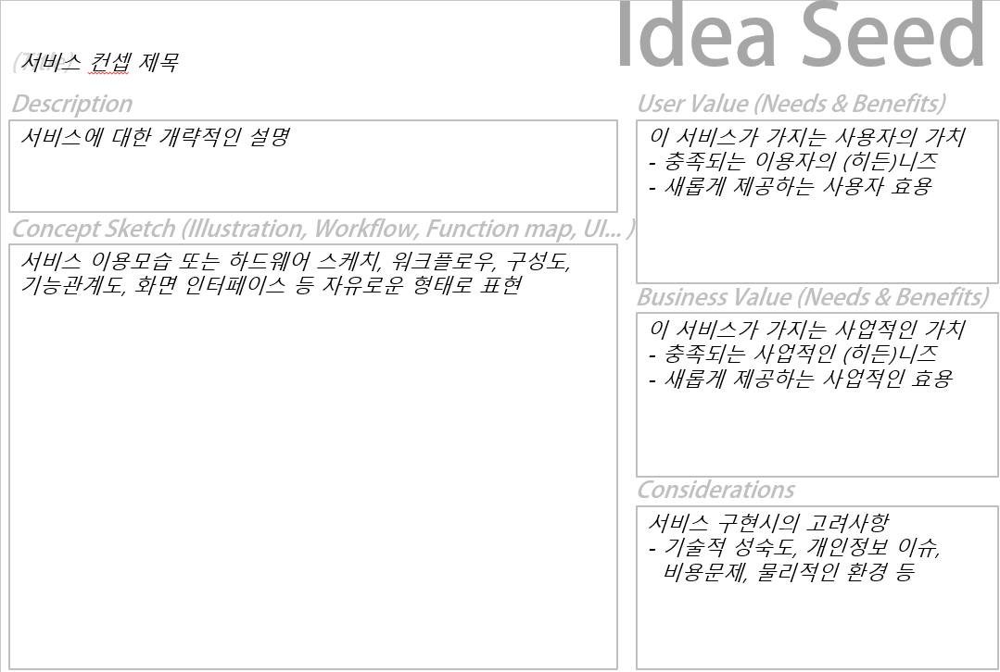 Idea Seed
(Title)
서비스 컨셉 제목
Description
서비스에 대한 개략적인 설명
Concept Sketch (Illustration, Workflow, Function map, UI... )
서비스 이용모습 또는 하드웨어 스케치, 워크플로우, 구성도,
기능관계도, 화면 인터페이스 등 자유로운 형태로 표현
User Value (Needs & Benefits)
이 서비스가 가지는 사용자의 가치
- 충족되는 이용자의 (히든)니즈
- 새롭게 제공하는 사용자 효용
Business Value (Needs & Benefits)
이 서비스가 가지는 사업적인 가치
- 충족되는 사업적인 (히든)니즈
- 새롭게 제공하는 사업적인 효용
Considerations
서비스 구현시의 고려사항
- 기술적 성숙도, 개인정보 이슈,
비용문제, 물리적인 환경 등